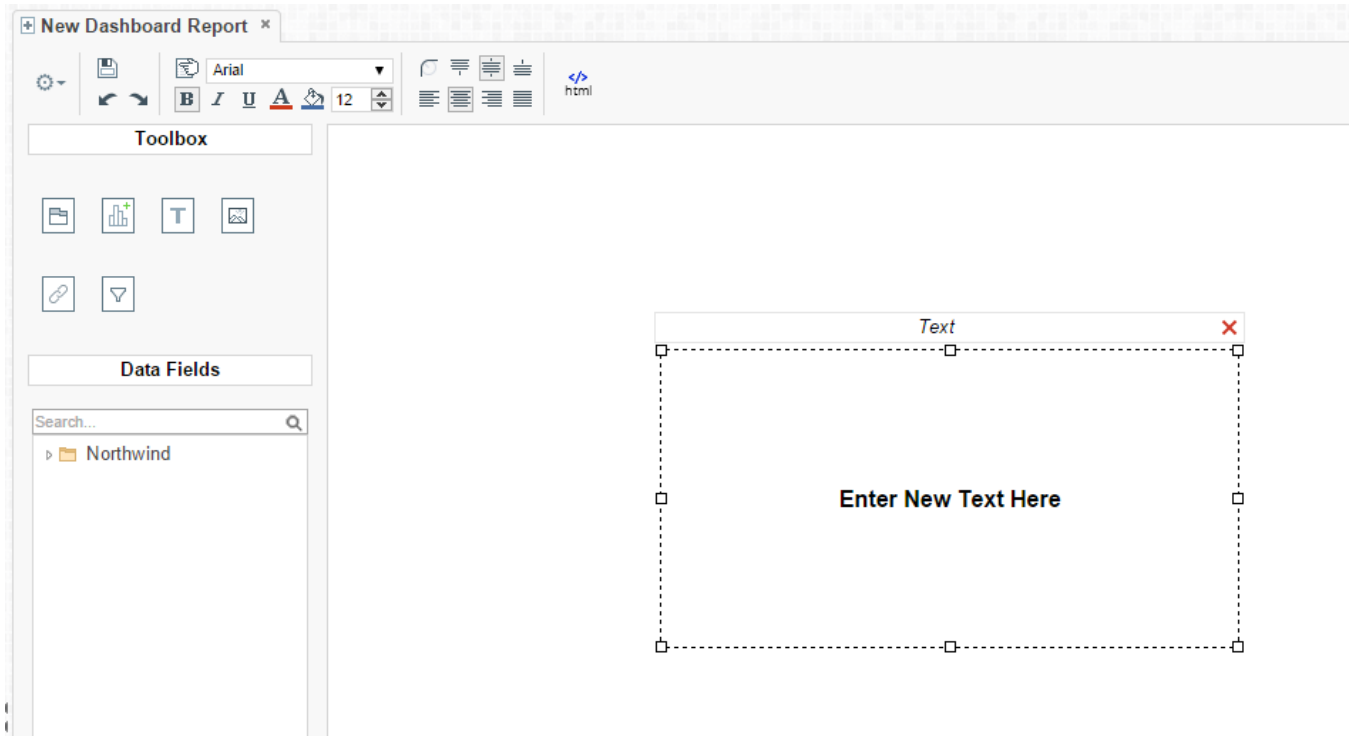 New Dashboard Report ×
Arial
B I U A 12
</>
html
Toolbox
T
Data Fields
Search...
Northwind
Text
Enter New Text Here